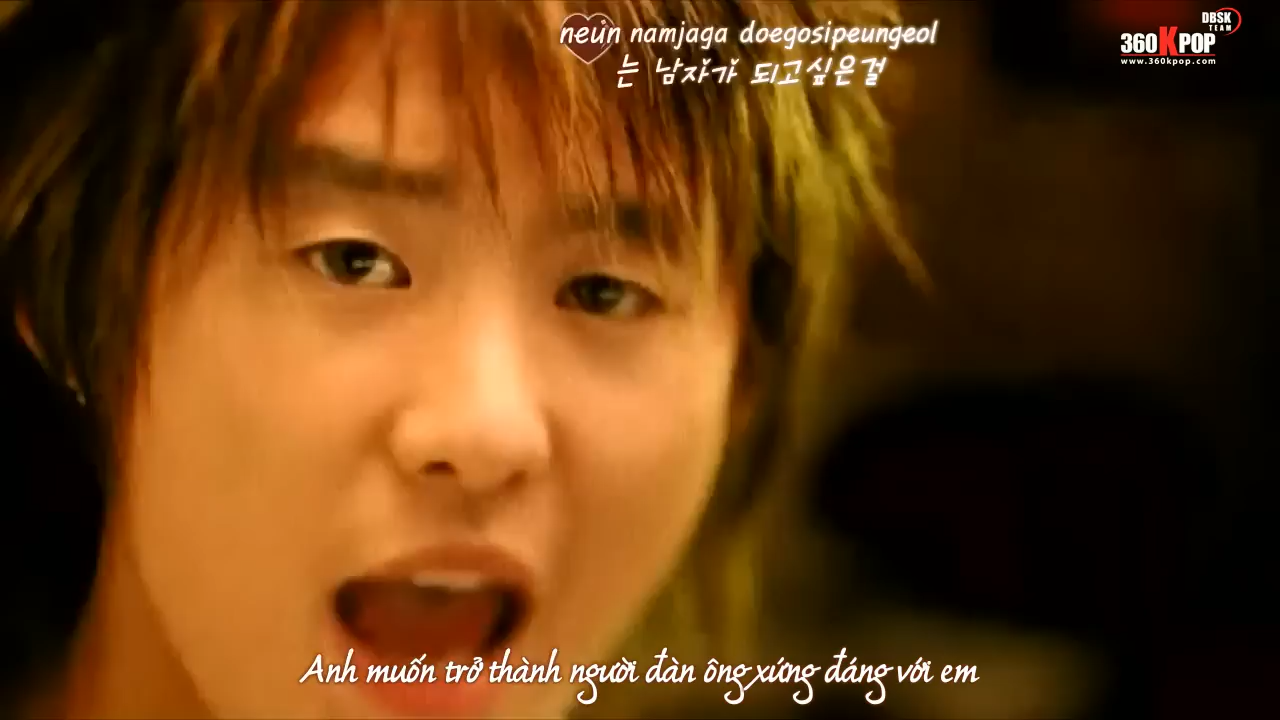 neun namjaga doegosipeungeol
는 남자가 되고싶은걸
DBSK
TEAM
360KPOP
www.360kpop.com
Anh muốn trở thành người đàn ông xứng đáng với em